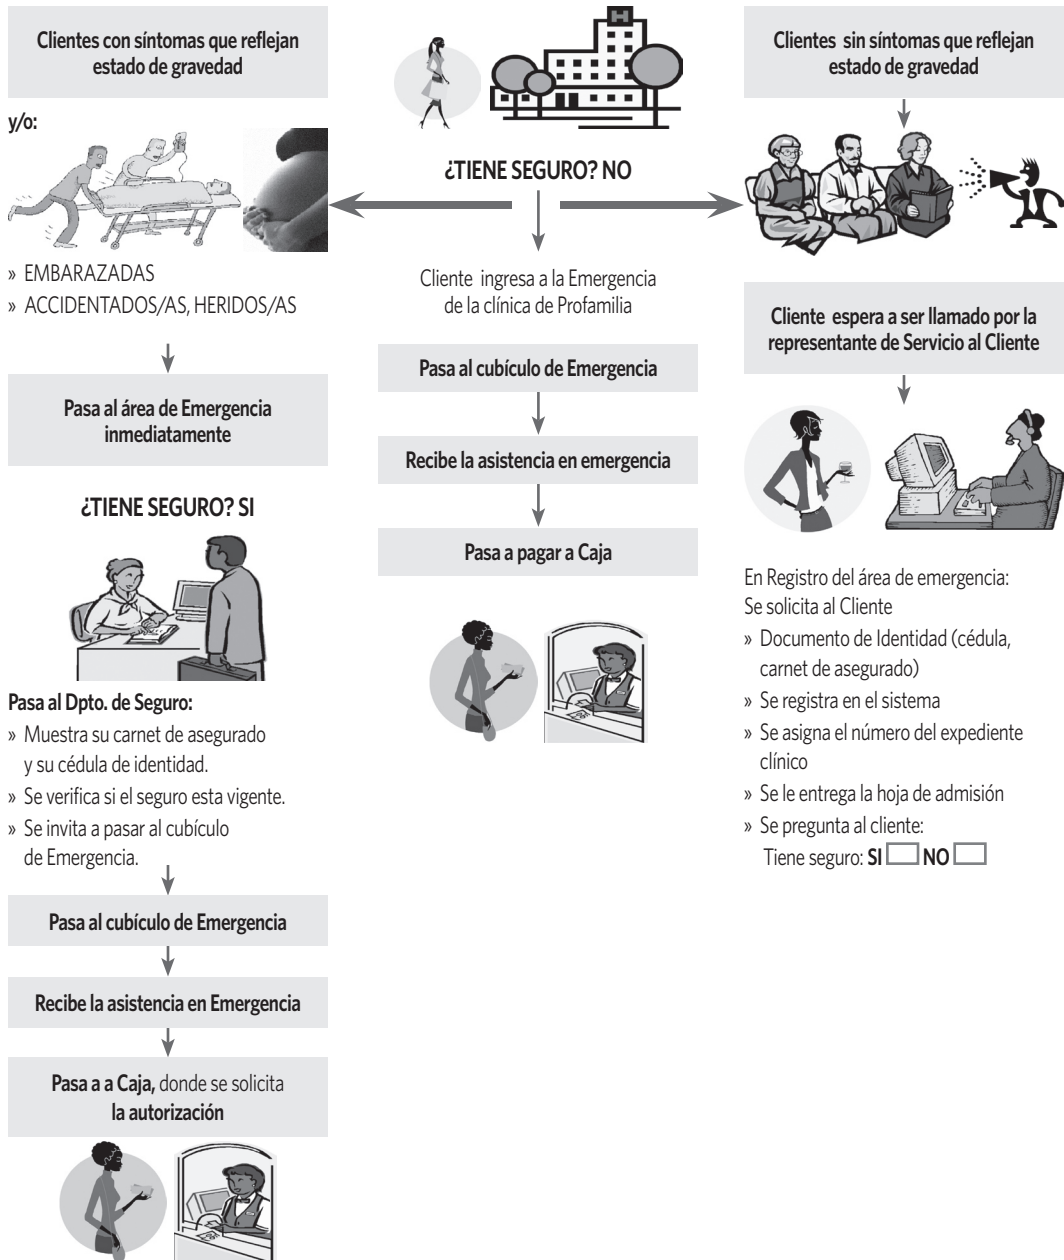 Clientes con síntomas que reflejan
estado de gravedad
y/o:
» EMBARAZADAS
» ACCIDENTADOS/AS, HERIDOS/AS
Pasa al área de Emergencia
inmediatamente
¿TIENE SEGURO? SI
Pasa al Dpto. de Seguro:
» Muestra su carnet de asegurado
y su cédula de identidad.
» Se verifica si el seguro esta vigente.
» Se invita a pasar al cubículo
de Emergencia.
Pasa al cubículo de Emergencia
Recibe la asistencia en Emergencia
Pasa a a Caja, donde se solicita
la autorización
H
¿TIENE SEGURO? NO
Cliente ingresa a la Emergencia
de la clínica de Profamilia
Pasa al cubículo de Emergencia
Recibe la asistencia en emergencia
Pasa a pagar a Caja
Clientes sin síntomas que reflejan
estado de gravedad
Cliente espera a ser llamado por la
representante de Servicio al Cliente
En Registro del área de emergencia:
Se solicita al Cliente
» Documento de Identidad (cédula,
carnet de asegurado)
» Se registra en el sistema
» Se asigna el número del expediente
clínico
» Se le entrega la hoja de admisión
» Se pregunta al cliente:
Tiene seguro: SI NO